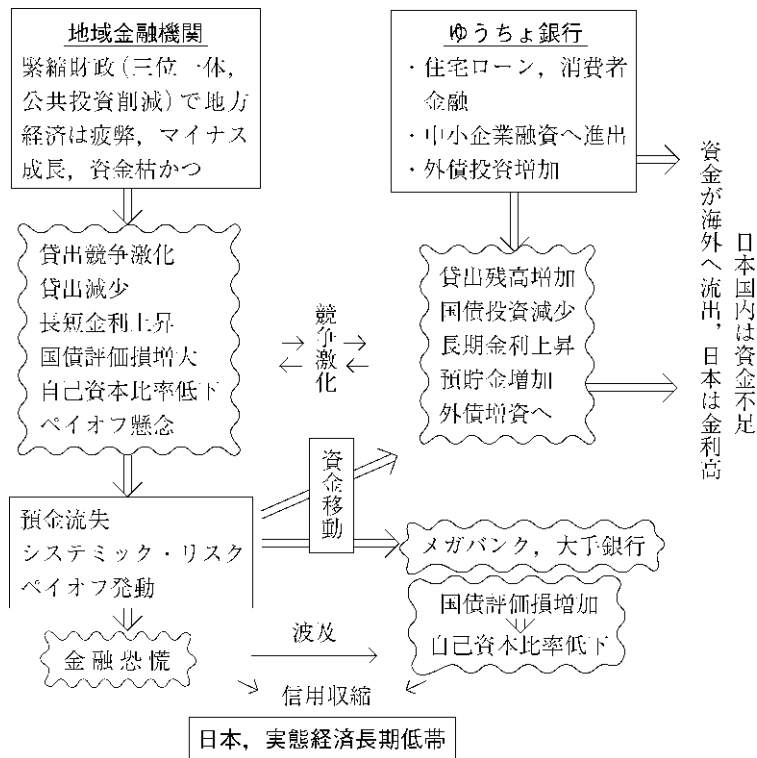 地域金融機関
緊縮財政(三位一体,
公共投資削減)で地方
経済は疲弊,マイナス
成長,資金枯かつ
貸出競争激化
貸出減少
長短金利上昇
国債評価損増大
自己資本比率低下
ペイオフ懸念
預金流失
システミック・リスク
ペイオフ発動
金融恐慌
競争激化
資金移動
波及
信用収縮
ゆうちょ銀行
・住宅ローン,消費者
金融
・中小企業融資へ進出
・外債投資増加
貸出残高増加
国債投資減少
長期金利上昇
預貯金増加
外債増資へ
メガバンク,大手銀行
国債評価損増加
自己資本比率低下
日本国内は資金不足
資金が海外へ流出,日本は金利高
日本,実態経済長期低帯